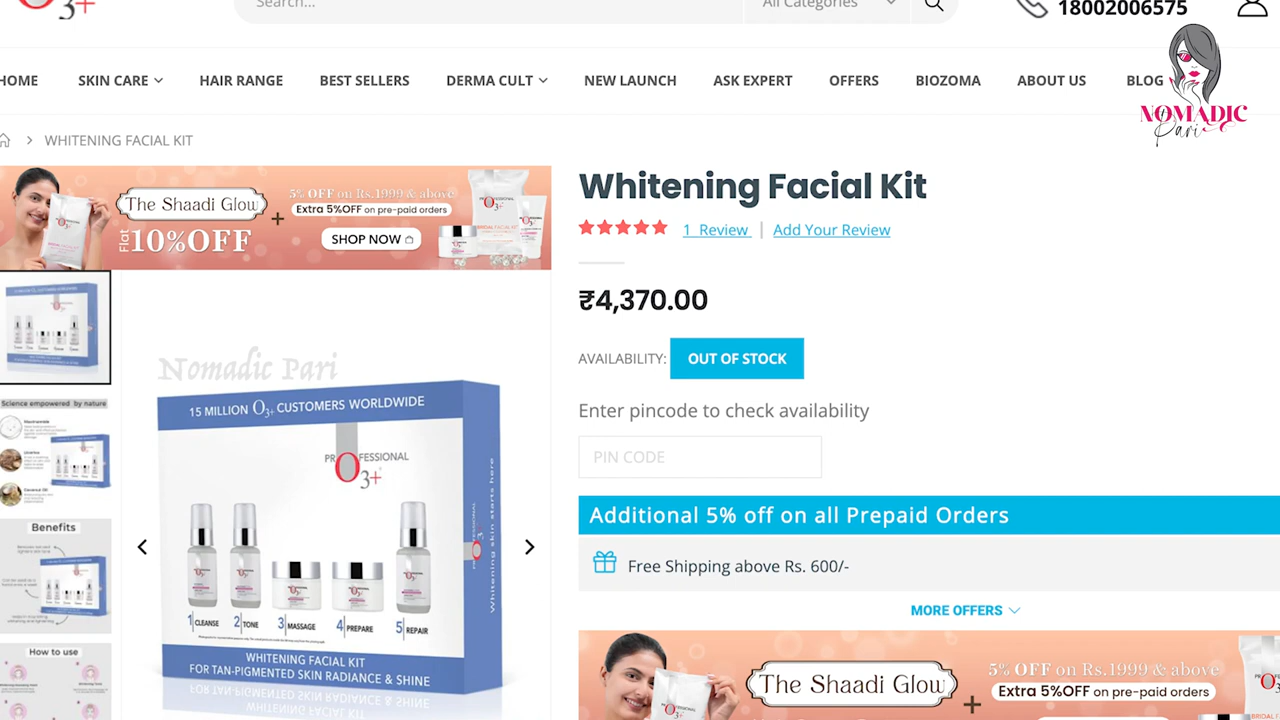 3+
Search...
All Categories
18002006575
HOME
SKIN CARE
HAIR RANGE
BEST SELLERS
DERMA CULT
NEW LAUNCH
ASK EXPERT
OFFERS
BIOZOMA
ABOUT US
BLOG
NOMADIC
Pari
WHITENING FACIAL KIT
The Shaadi Glow
Flat 10%OFF
+
5% OFF on Rs.1999 & above
Extra 5%OFF on pre-paid orders
SHOP NOW
Whitening Facial Kit
1 Review | Add Your Review
₹4,370.00
AVAILABILITY: OUT OF STOCK
Enter pincode to check availability
PIN CODE
Additional 5% off on all Prepaid Orders
Free Shipping above Rs. 600/-
MORE OFFERS
The Shaadi Glow
+
5% OFF on Rs.1999 & above
Extra 5%OFF on pre-paid orders
Science empowered by nature
Benefits
How to use
Nomadic Pari
15 MILLION O3+ CUSTOMERS WORLDWIDE
PROFESSIONAL
O3+
1 CLEANSE
2 TONE
3 MASSAGE
4 PREPARE
5 REPAIR
WHITENING FACIAL KIT
FOR TAN-PIGMENTED SKIN RADIANCE & SHINE
Whitening skin starts here